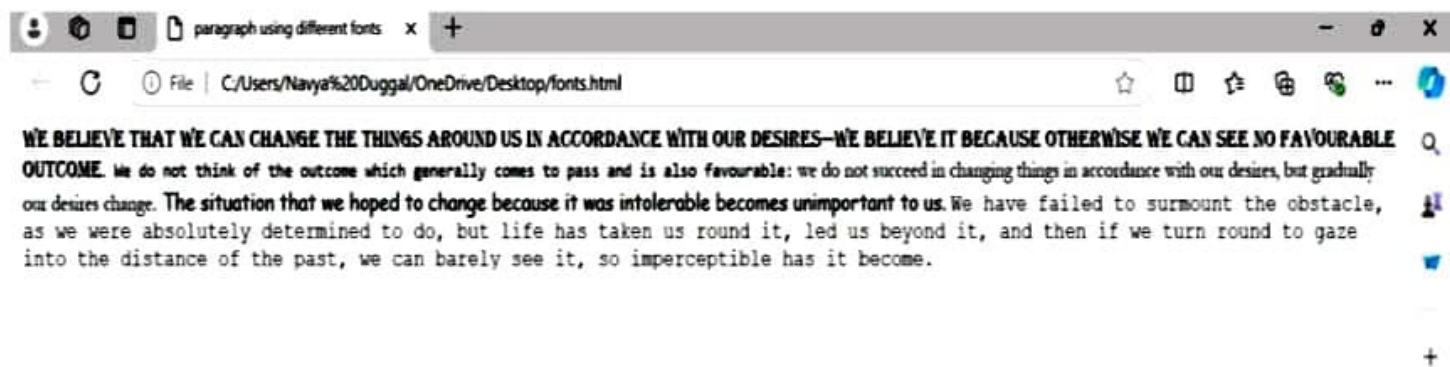 paragraph using different fonts
File C:/Users/Navya%20Duggal/OneDrive/Desktop/fonts.html
WE BELIEVE THAT WE CAN CHANGE THE THINGS AROUND US IN ACCORDANCE WITH OUR DESIRES—WE BELIEVE IT BECAUSE OTHERWISE WE CAN SEE NO FAVOURABLE
OUTCOME. We do not think of the outcome which generally comes to pass and is also favourable: we do not succeed in changing things in accordance with our desires, but gradually
our desires change. The situation that we hoped to change because it was intolerable becomes unimportant to us. We have failed to surmount the obstacle,
as we were absolutely determined to do, but life has taken us round it, led us beyond it, and then if we turn round to gaze
into the distance of the past, we can barely see it, so imperceptible has it become.